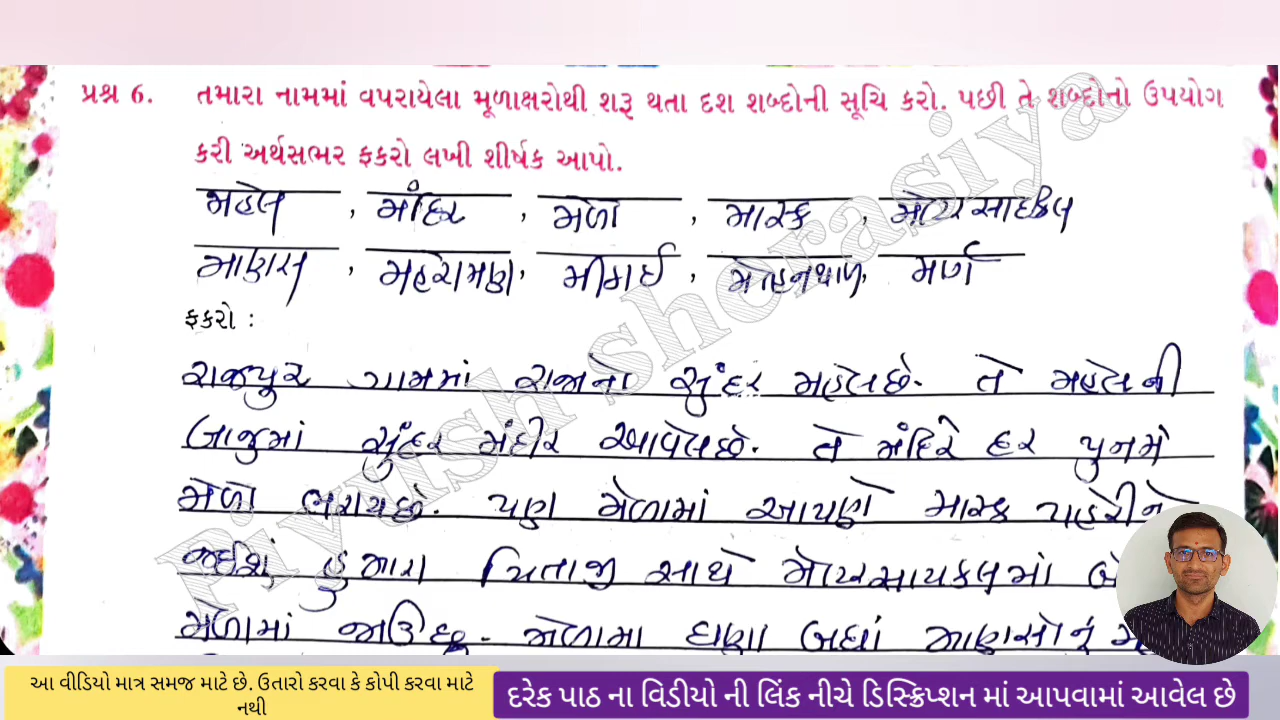 પ્રશ્ન 6. તમારા નામમાં વપરાયેલા મૂળાક્ષરોથી શરૂ થતા દશ શબ્દોની સૂચિ કરો. પછી તે શબ્દોનો ઉપયોગ
કરી અર્થસભર ફકરો લખી શીર્ષક આપો.
મહેલ , મંદિર , મેળો , માસ્ક , મોટરસાઈકલ
માણસ , મહેરામણ, મીઠાઈ , મોહનથાળ,
ફકરો :
રાજપુર ગામમાં રાજાનો સુંદર મહેલ છે. તે મહેલની
બાજુમાં સુંદર મંદીર આવેલ છે. તે મંદિરે દર પુનમે
મેળો ભરાય છે. પણ મેળામાં આપણે માસ્ક પહેરીને
જઈશું હું મારા પિતાજી સાથે મોટરસાયકલમાં
મેળામાં જાઉં છું. મેળામા ઘણા બધાં માણસોનું
Piyush shorasiya
આ વીડિયો માત્ર સમજ માટે છે. ઉતારો કરવા કે કોપી કરવા માટે
નથી
દરેક પાઠ ના વિડીયો ની લિંક નીચે ડિસ્ક્રિપ્શન માં આપવામાં આવેલ છે